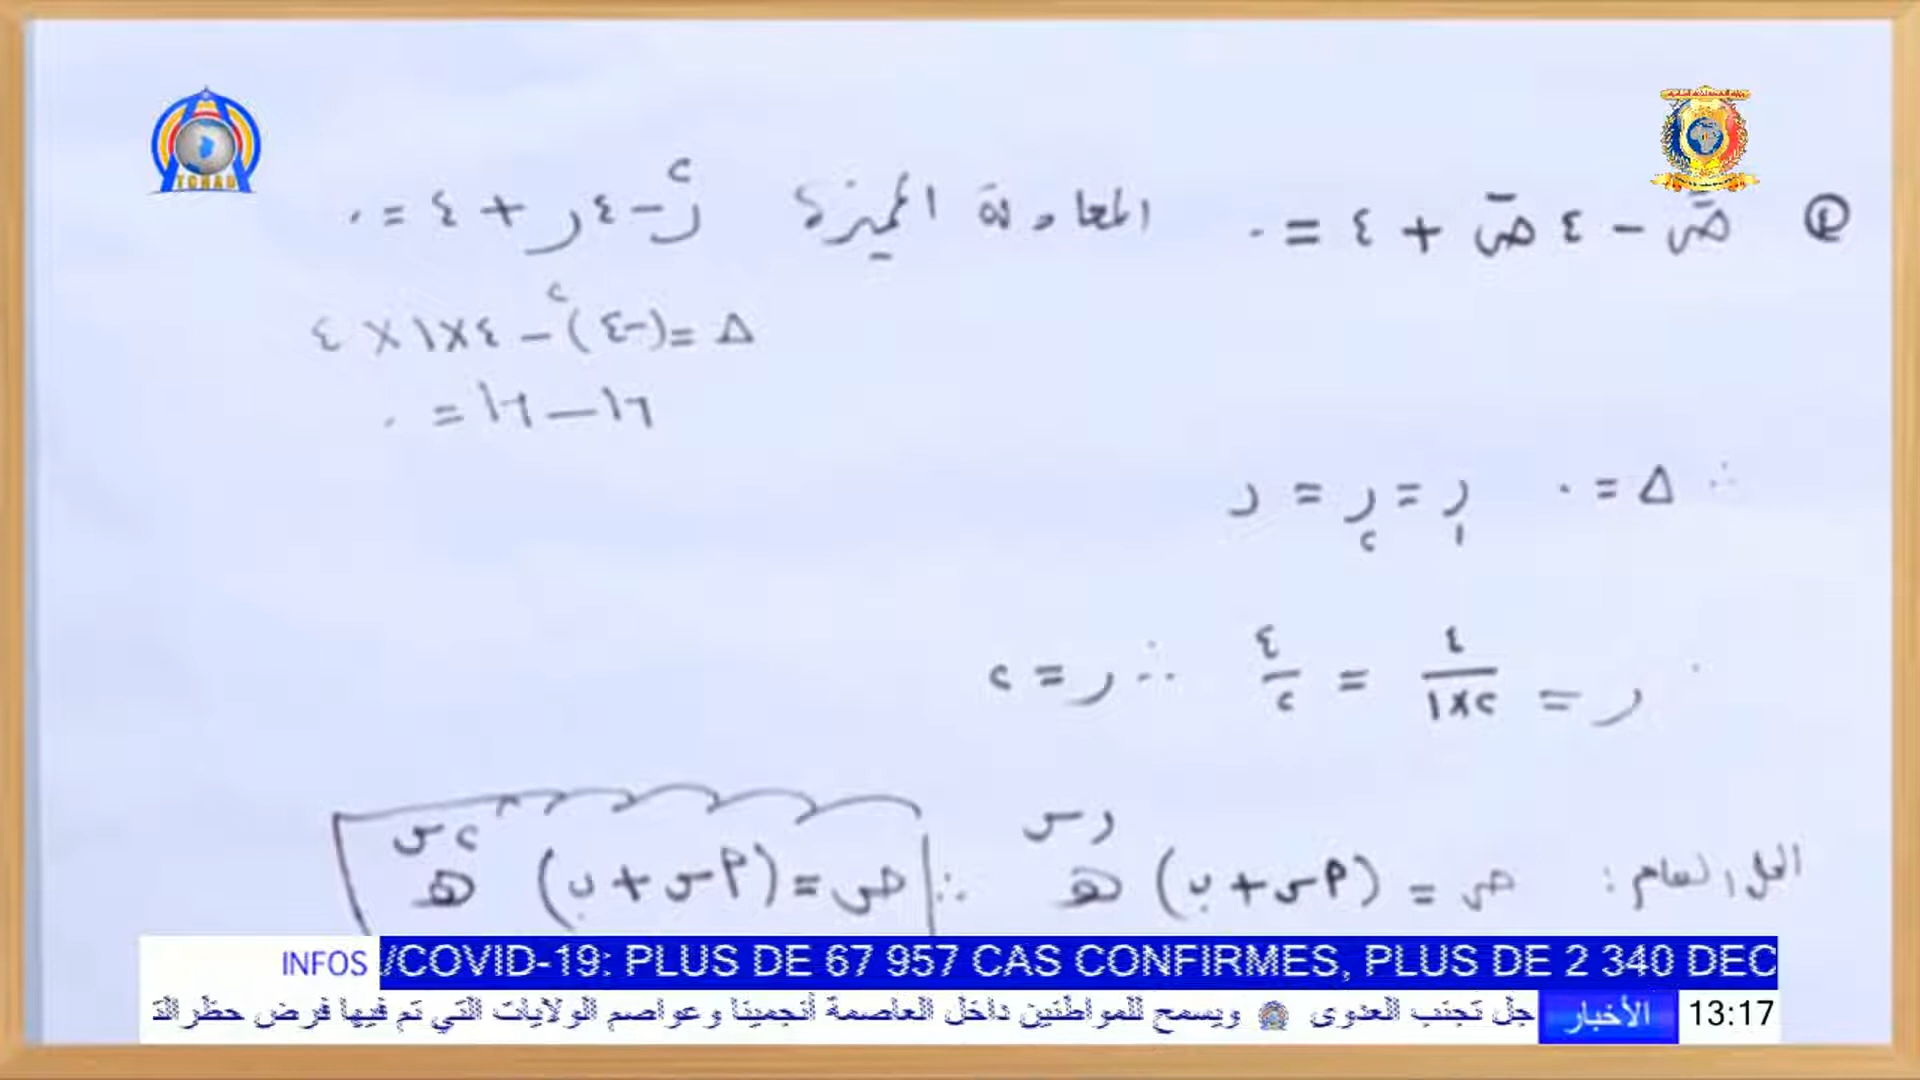 ② صً - ٤ صَ + ٤ = ٠ المعادلة المميزة ر٢ - ٤ر + ٤ = ٠
Δ = (-٤)٢ - ٤×١×٤
١٦ - ١٦ = ٠
∴ Δ = ٠ ر١ = ر٢ = ر
ر = ٤/٢×١ = ٤/٢ ∴ ر = ٢
الحل العام : ص = (أس + ب) هـ رس ∴ ص = (أس + ب) هـ ٢س
TCHAD
INFOS /COVID-19: PLUS DE 67 957 CAS CONFIRMES, PLUS DE 2 340 DEC
13:17 الأخبار جل تجنب العدوى ويسمح للمواطنين داخل العاصمة أنجمينا وعواصم الولايات التي تم فيها فرض حظر الت